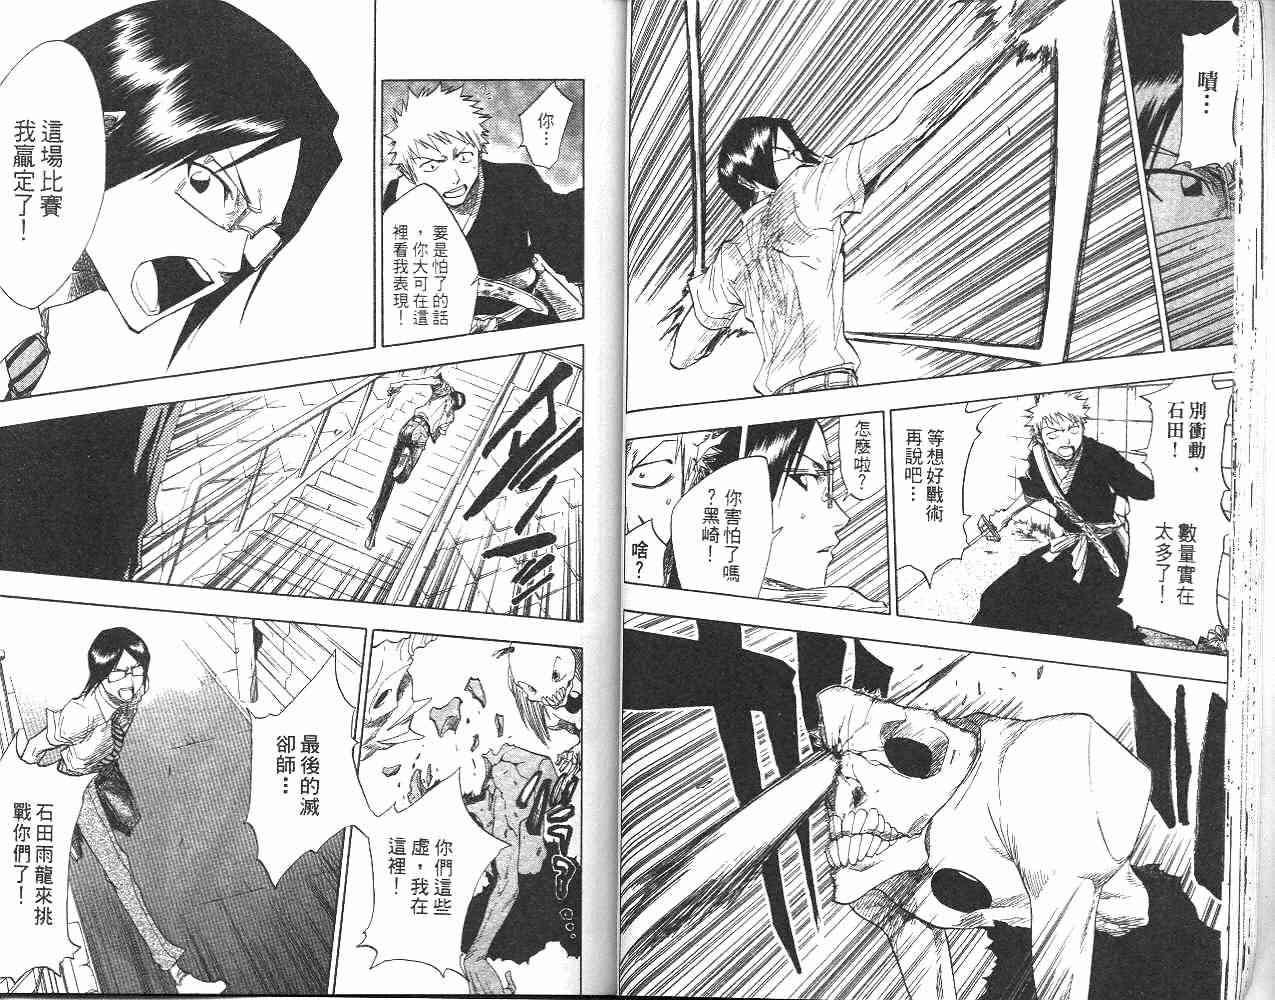 嘖…
別衝動，
石田！
數量實在
太多了！
等想好戰術
再說吧…
怎麼啦？
你害怕了嗎
？黑崎！
啥？
你…
要是怕了的話
，你大可在這
裡看我表現！
這場比賽
我贏定了！
你們這些
虛，我在
這裡！
最後的滅
卻師…
石田雨龍來挑
戰你們了！